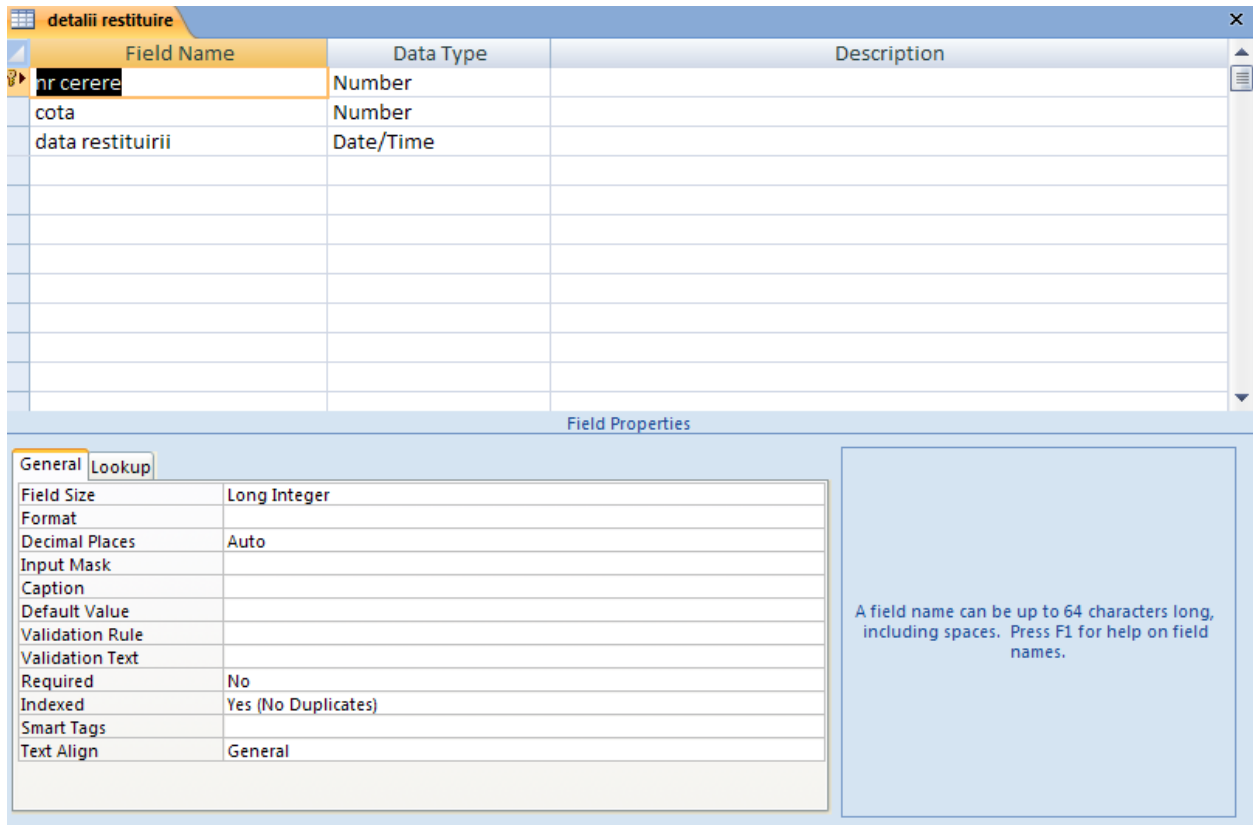 detalii restituire
Field Name Data Type Description
nr cerere Number
cota Number
data restituirii Date/Time
Field Properties
General Lookup
Field Size Long Integer
Format
Decimal Places Auto
Input Mask
Caption
Default Value
Validation Rule
Validation Text
Required No
Indexed Yes (No Duplicates)
Smart Tags
Text Align General
A field name can be up to 64 characters long,
including spaces. Press F1 for help on field
names.